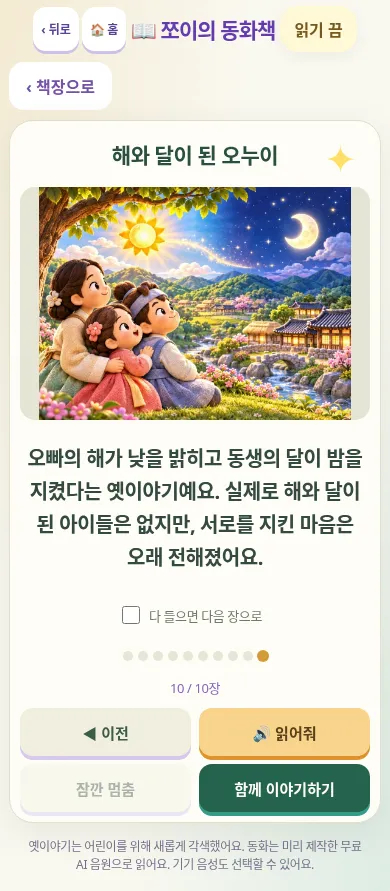 ‹ 뒤로
🏠 홈
📖 쪼이의 동화책
읽기 끔
‹ 책장으로
해와 달이 된 오누이
오빠의 해가 낮을 밝히고 동생의 달이 밤을
지켰다는 옛이야기예요. 실제로 해와 달이
된 아이들은 없지만, 서로를 지킨 마음은
오래 전해졌어요.
다 들으면 다음 장으로
10 / 10장
◀ 이전
🔊 읽어줘
잠깐 멈춤
함께 이야기하기
옛이야기는 어린이를 위해 새롭게 각색했어요. 동화는 미리 제작한 무료
AI 음원으로 읽어요. 기기 음성도 선택할 수 있어요.